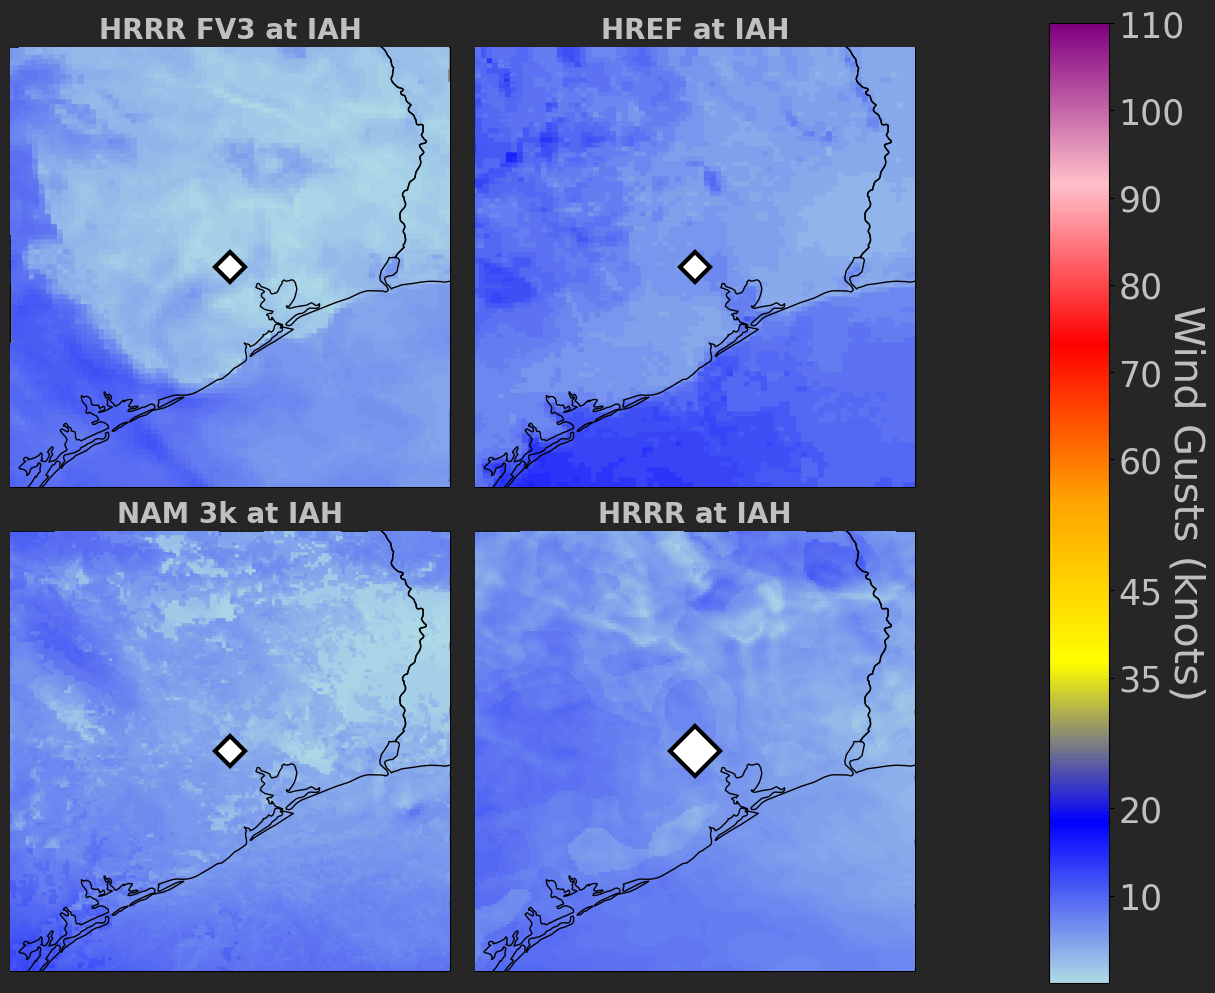 HRRR FV3 at IAH
HREF at IAH
NAM 3k at IAH
HRRR at IAH
110
100
90
80
70
60
45
35
20
10
Wind Gusts (knots)